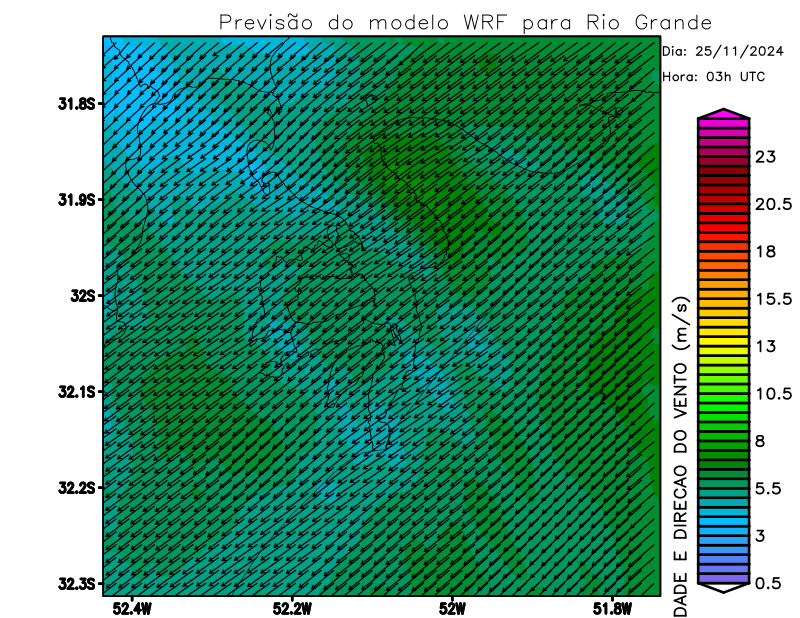 Previsão do modelo WRF para Rio Grande
Dia: 25/11/2024
Hora: 03h UTC
31.8S
31.9S
32S
32.1S
32.2S
32.3S
52.4W
52.2W
52W
51.8W
23
20.5
18
15.5
13
10.5
8
5.5
3
0.5
DADE E DIRECAO DO VENTO (m/s)